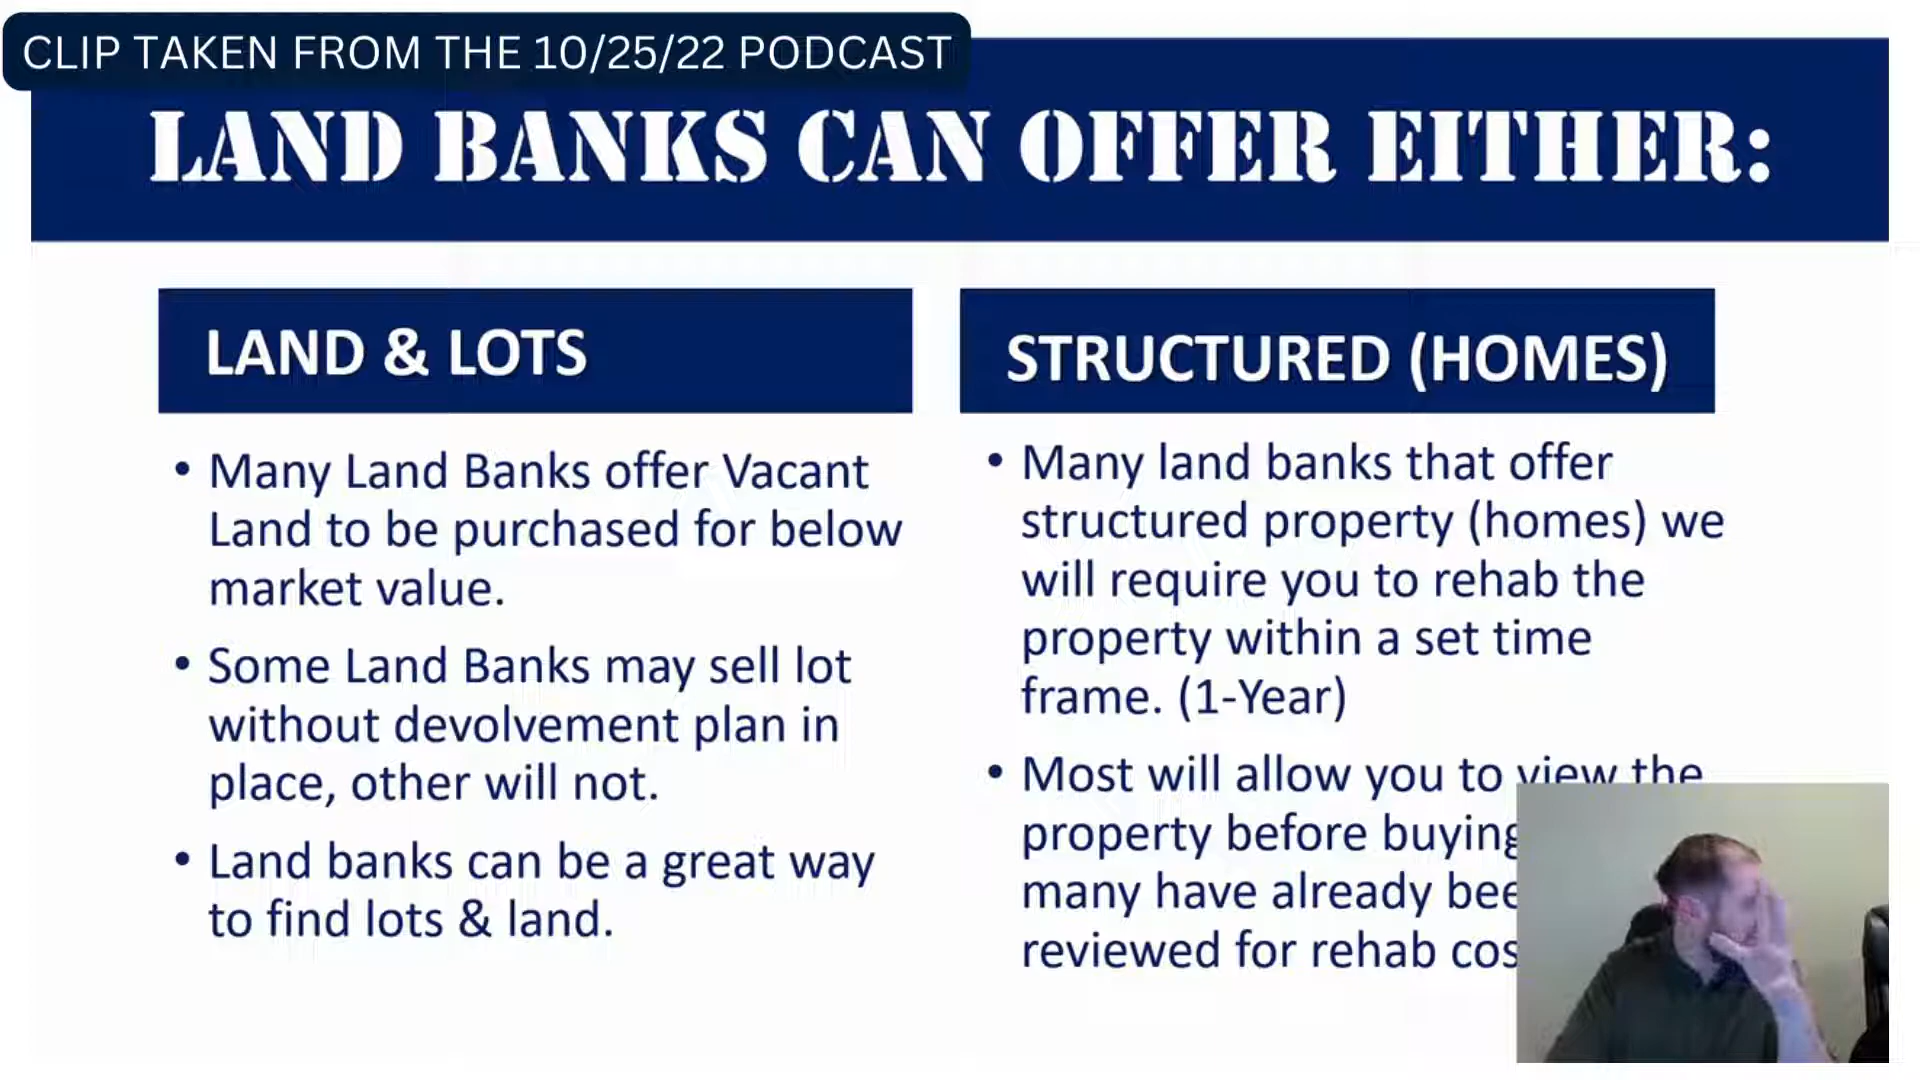 CLIP TAKEN FROM THE 10/25/22 PODCAST
LAND BANKS CAN OFFER EITHER:
LAND & LOTS
• Many Land Banks offer Vacant
Land to be purchased for below
market value.
• Some Land Banks may sell lot
without devolvement plan in
place, other will not.
• Land banks can be a great way
to find lots & land.
STRUCTURED (HOMES)
• Many land banks that offer
structured property (homes) we
will require you to rehab the
property within a set time
frame. (1-Year)
• Most will allow you to view the
property before buying
many have already
reviewed for rehab